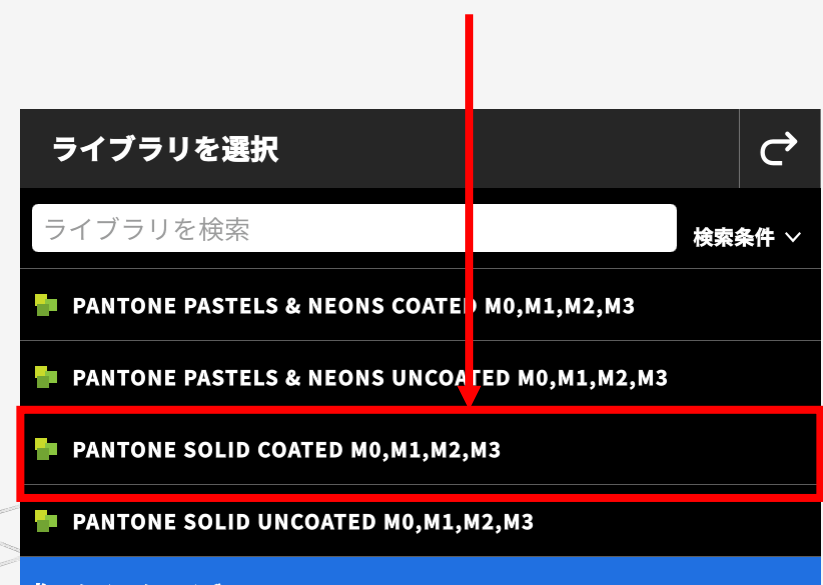 ライブラリを選択
ライブラリを検索
検索条件
PANTONE PASTELS & NEONS COATED M0,M1,M2,M3
PANTONE PASTELS & NEONS UNCOATED M0,M1,M2,M3
PANTONE SOLID COATED M0,M1,M2,M3
PANTONE SOLID UNCOATED M0,M1,M2,M3